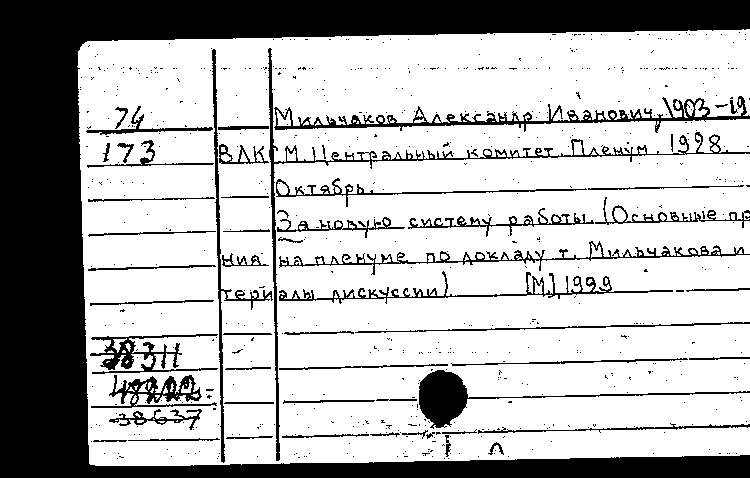 74 Мильчаков, Александр Иванович, 1903-19
173 ВЛКСМ. Центральный комитет. Пленум. 1928.
Октябрь.
За новую систему работы. (Основные пр
ния на пленуме по докладу т. Мильчакова и
териалы дискуссии) [М], 1929
38311
48222
38637